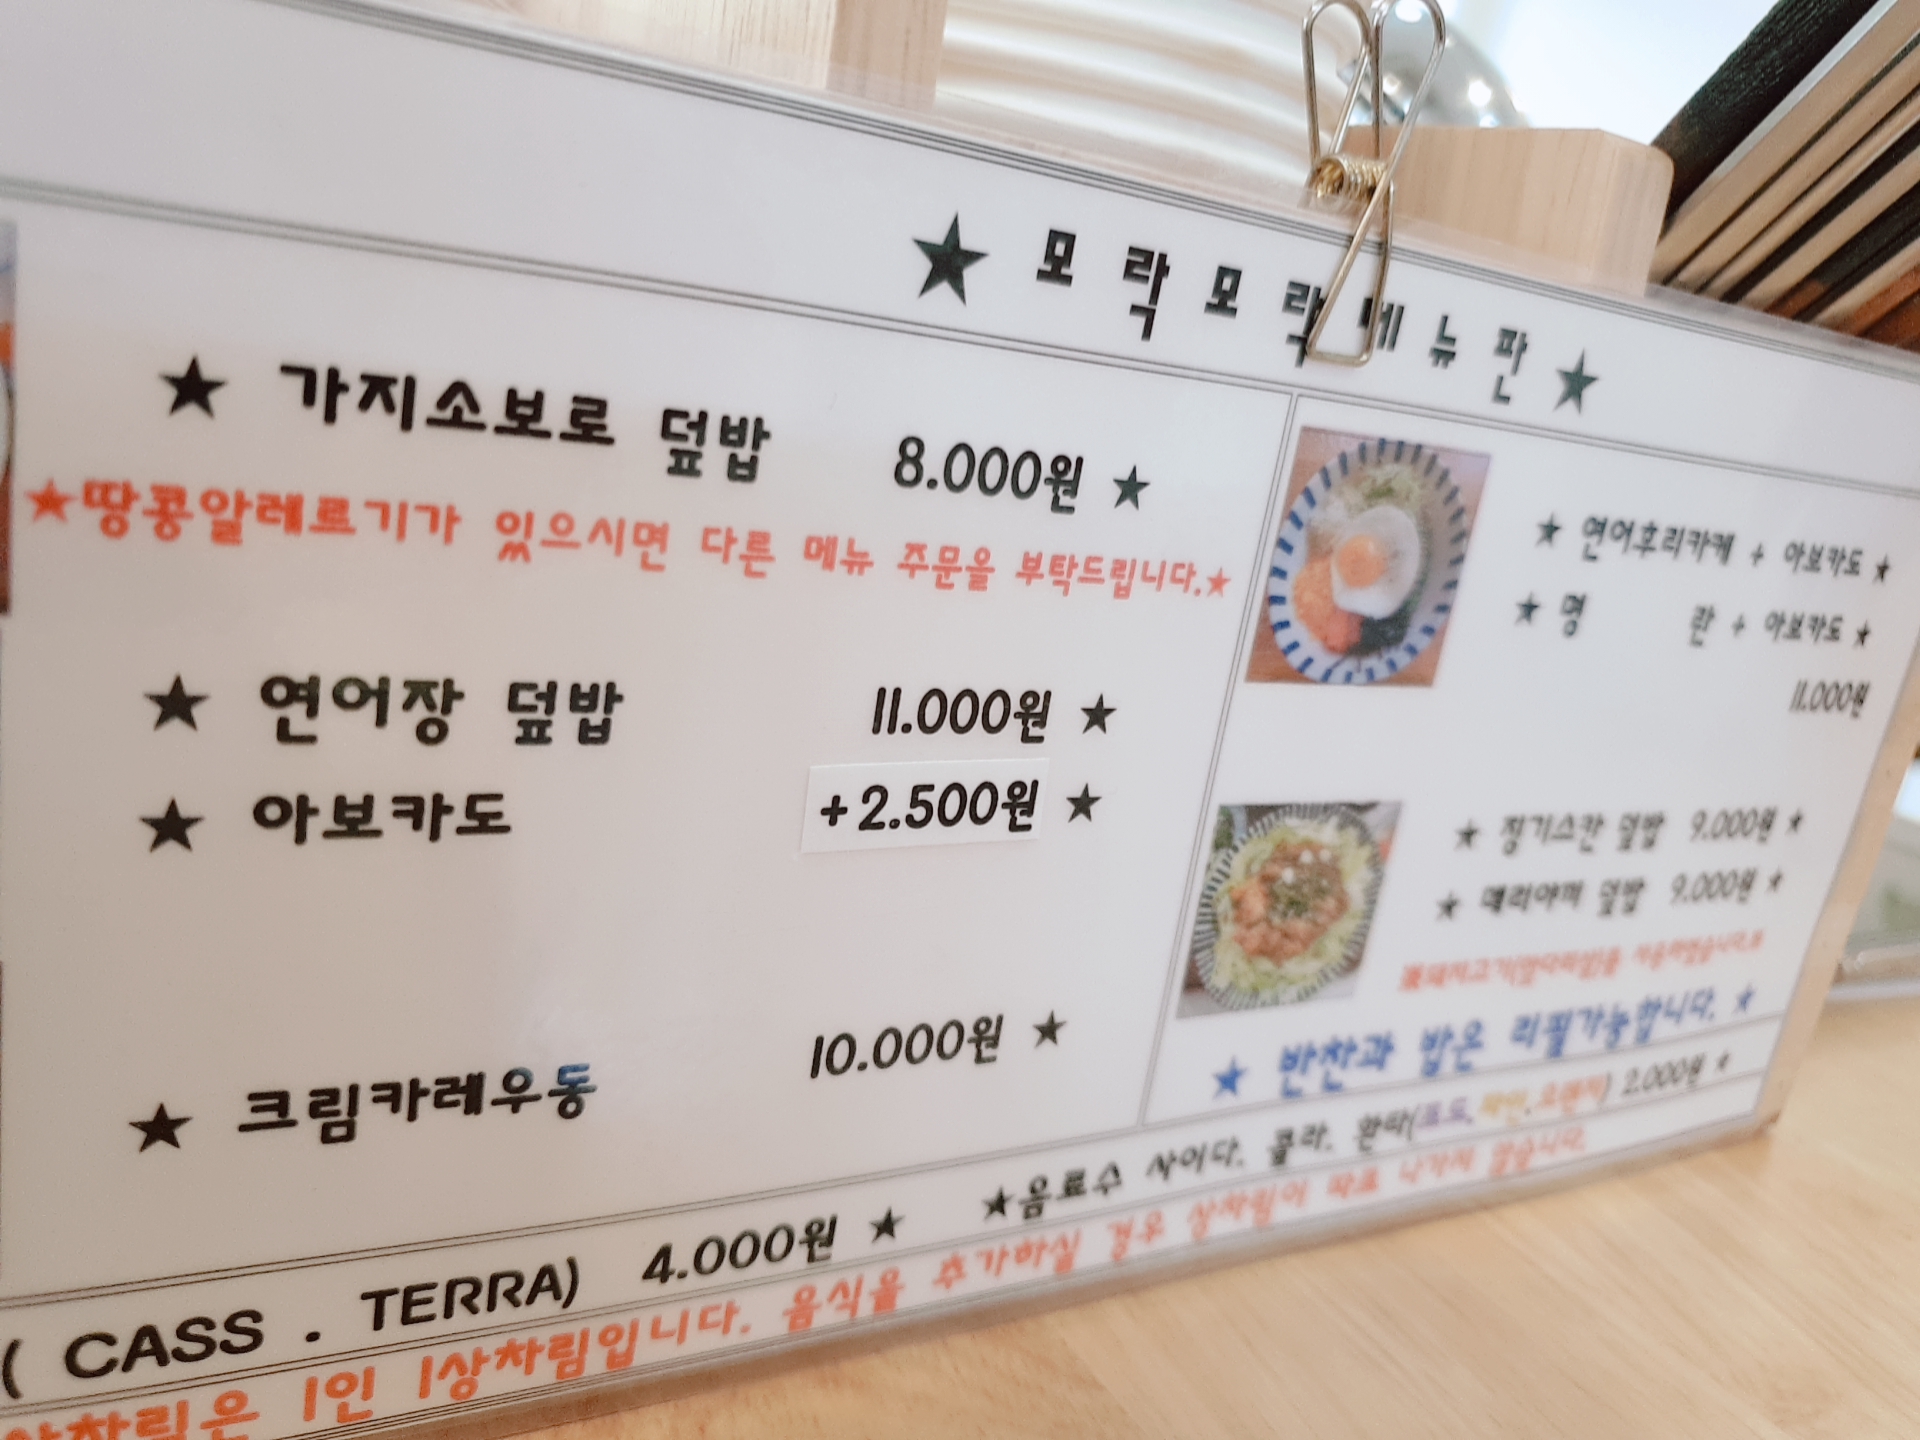 ★ 모락모락메뉴판 ★
★ 가지소보로 덮밥 8.000원 ★
★땅콩알레르기가 있으시면 다른 메뉴 주문을 부탁드립니다.★
★ 연어장 덮밥 11.000원 ★
★ 아보카도 +2.500원 ★
★ 크림카레우동 10.000원 ★
★ 연어후리카케 + 아보카도 ★
★ 명 란 + 아보카도 ★
11.000원
★ 징기스칸 덮밥 9.000원 ★
★ 데리야끼 덮밥 9.000원 ★
★ 반찬과 밥은 리필가능합니다. ★
( CASS . TERRA) 4.000원 ★ ★음료수 사이다. 콜라. 환타(포도.파인.오렌지) 2.000원 ★
상차림은 1인 1상차림입니다. 음식을 추가하실 경우 상차림이 따로 나가지 않습니다.